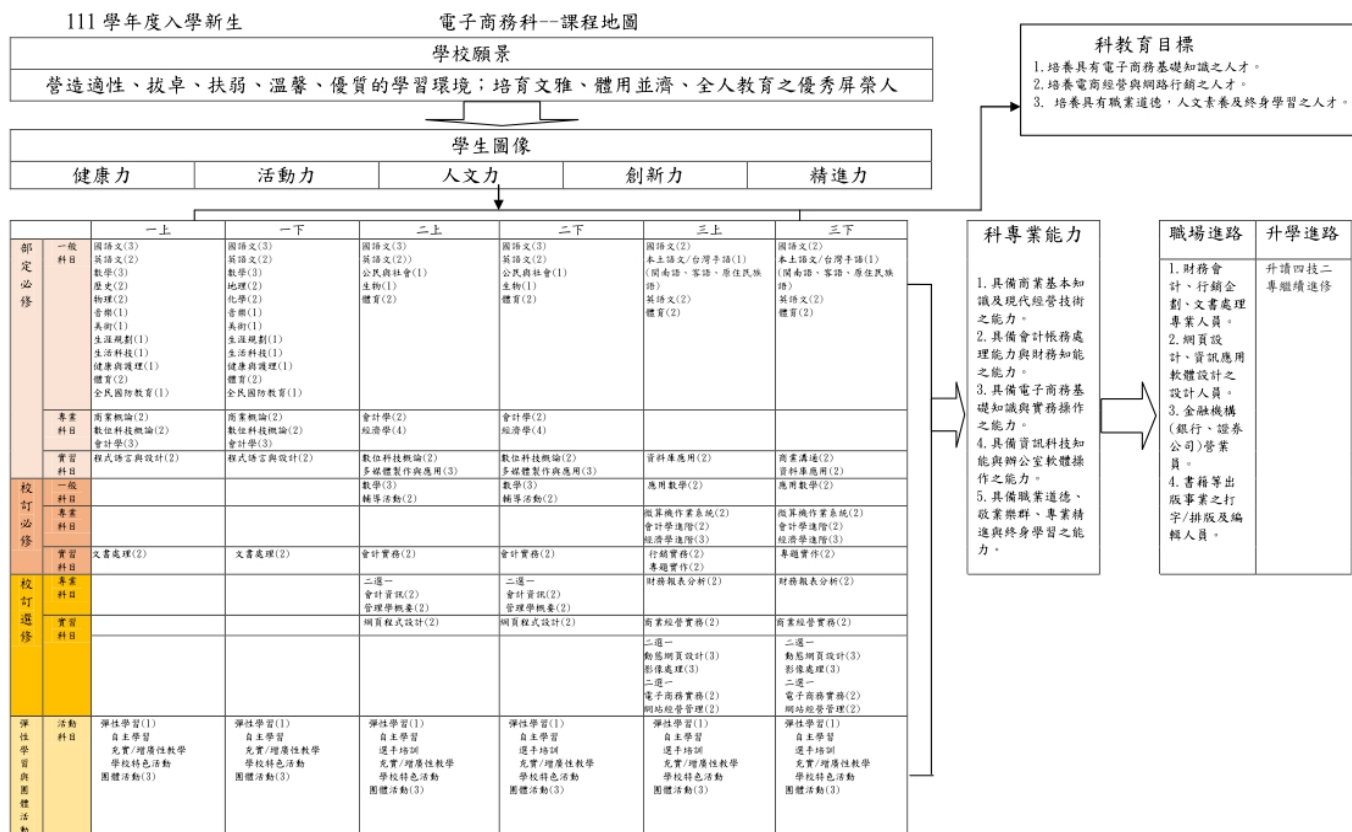 111 學年度入學新生
電子商務科--課程地圖
學校願景
營造適性、拔卓、扶弱、溫馨、優質的學習環境；培育文雅、體用並濟、全人教育之優秀屏榮人
科教育目標
1.培養具有電子商務基礎知識之人才。
2.培養電商經營與網路行銷之人才。
3. 培養具有職業道德，人文素養及終身學習之人才。
學生圖像
健康力 活動力 人文力 創新力 精進力
一上 一下 二上 二下 三上 三下
部定必修
一般科目
國語文(3)
英語文(2)
數學(3)
歷史(2)
物理(2)
音樂(1)
美術(1)
生涯規劃(1)
生活科技(1)
健康與護理(1)
體育(2)
全民國防教育(1)
國語文(3)
英語文(2)
數學(3)
地理(2)
化學(2)
音樂(1)
美術(1)
生涯規劃(1)
生活科技(1)
健康與護理(1)
體育(2)
全民國防教育(1)
國語文(3)
英語文(2))
公民與社會(1)
生物(1)
體育(2)
國語文(3)
英語文(2)
公民與社會(1)
生物(1)
體育(2)
國語文(2)
本土語文/台灣手語(1)
(閩南語、客語、原住民族
語)
英語文(2)
體育(2)
國語文(2)
本土語文/台灣手語(1)
(閩南語、客語、原住民族
語)
英語文(2)
體育(2)
專業科目
商業概論(2)
數位科技概論(2)
會計學(3)
商業概論(2)
數位科技概論(2)
會計學(3)
會計學(2)
經濟學(4)
會計學(2)
經濟學(4)
實習科目
程式語言與設計(2)
程式語言與設計(2)
數位科技概論(2)
多媒體製作與應用(3)
數位科技概論(2)
多媒體製作與應用(3)
資料庫應用(2)
商業溝通(2)
資料庫應用(2)
校訂必修
一般科目
數學(3)
輔導活動(2)
數學(3)
輔導活動(2)
應用數學(2)
應用數學(2)
專業科目
微算機作業系統(2)
會計學進階(2)
經濟學進階(3)
微算機作業系統(2)
會計學進階(2)
經濟學進階(3)
實習科目
文書處理(2)
文書處理(2)
會計實務(2)
會計實務(2)
行銷實務(2)
專題實作(2)
專題實作(2)
校訂選修
專業科目
二選一
會計資訊(2)
管理學概要(2)
二選一
會計資訊(2)
管理學概要(2)
財務報表分析(2)
財務報表分析(2)
實習科目
網頁程式設計(2)
網頁程式設計(2)
商業經營實務(2)
商業經營實務(2)
二選一
動態網頁設計(3)
影像處理(3)
二選一
電子商務實務(2)
網站經營管理(2)
二選一
動態網頁設計(3)
影像處理(3)
二選一
電子商務實務(2)
網站經營管理(2)
彈性學習與團體活動
活動科目
彈性學習(1)
自主學習
充實/增廣性教學
學校特色活動
團體活動(3)
彈性學習(1)
自主學習
充實/增廣性教學
學校特色活動
團體活動(3)
彈性學習(1)
自主學習
選手培訓
充實/增廣性教學
學校特色活動
團體活動(3)
彈性學習(1)
自主學習
選手培訓
充實/增廣性教學
學校特色活動
團體活動(3)
彈性學習(1)
自主學習
選手培訓
充實/增廣性教學
學校特色活動
團體活動(3)
彈性學習(1)
自主學習
選手培訓
充實/增廣性教學
學校特色活動
團體活動(3)
科專業能力
1.具備商業基本知
識及現代經營技術
之能力。
2.具備會計帳務處
理能力與財務知能
之能力。
3.具備電子商務基
礎知識與實務操作
之能力。
4.具備資訊科技知
能與辦公室軟體操
作之能力。
5.具備職業道德、
敬業樂群、專業精
進與終身學習之能
力。
職場進路
1.財務會
計、行銷企
劃、文書處理
專業人員。
2.網頁設
計、資訊應用
軟體設計之
設計人員。
3.金融機構
(銀行、證券
公司)營業
員。
4.書籍等出
版事業之打
字/排版及編
輯人員。
升學進路
升讀四技二
專繼續進修